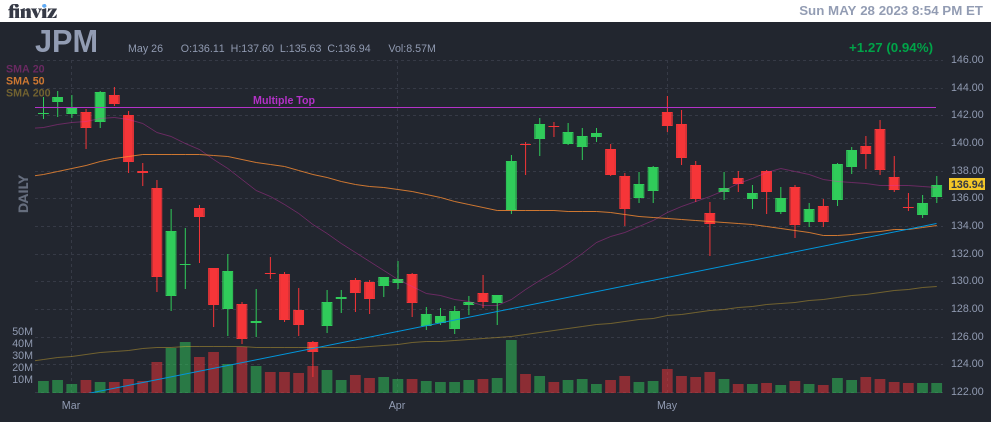 finviz
Sun MAY 28 2023 8:54 PM ET
JPM
May 26 O:136.11 H:137.60 L:135.63 C:136.94 Vol:8.57M
+1.27 (0.94%)
SMA 20
SMA 50
SMA 200
Multiple Top
DAILY
146.00
144.00
142.00
140.00
138.00
136.94
136.00
134.00
132.00
130.00
128.00
126.00
124.00
122.00
50M
40M
30M
20M
10M
Mar Apr May